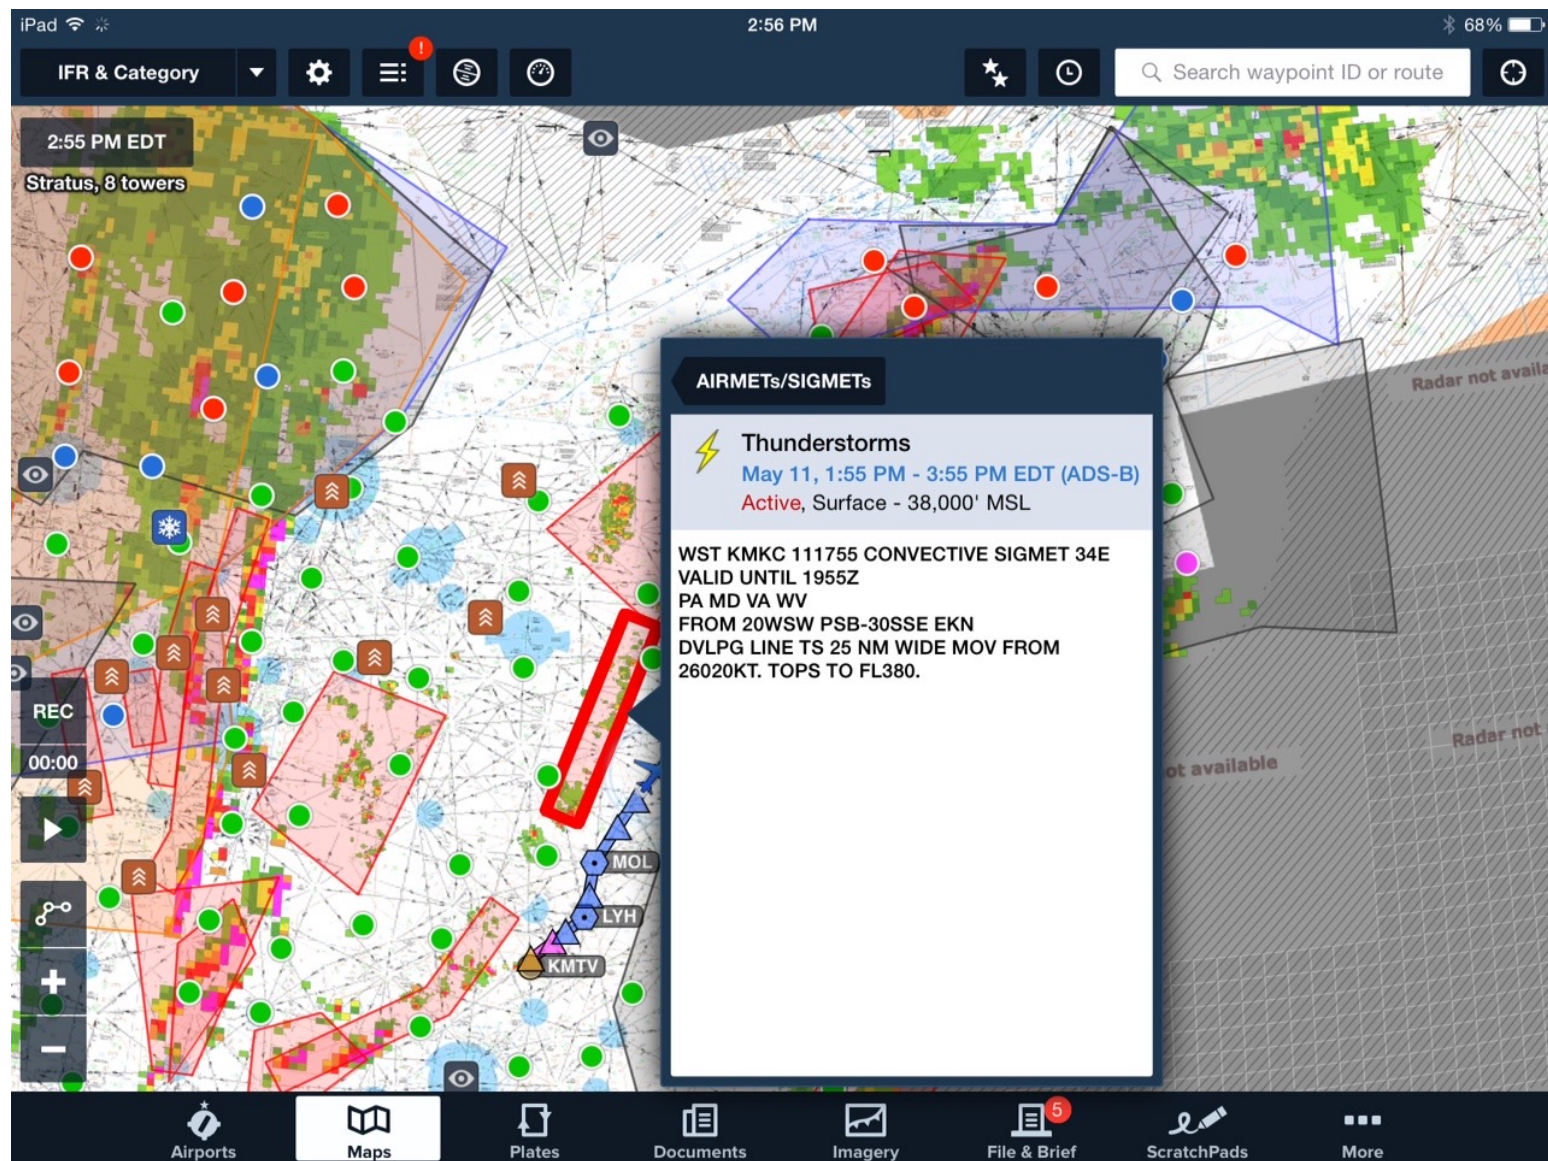 iPad
2:56 PM
68%
IFR & Category
!
Search waypoint ID or route
2:55 PM EDT
Stratus, 8 towers
Radar not availa
AIRMETs/SIGMETs
Thunderstorms
May 11, 1:55 PM - 3:55 PM EDT (ADS-B)
Active, Surface - 38,000' MSL
WST KMKC 111755 CONVECTIVE SIGMET 34E
VALID UNTIL 1955Z
PA MD VA WV
FROM 20WSW PSB-30SSE EKN
DVLPG LINE TS 25 NM WIDE MOV FROM
26020KT. TOPS TO FL380.
REC
00:00
Radar not
ot available
MOL
LYH
KMTV
Airports
Maps
Plates
Documents
Imagery
File & Brief
5
ScratchPads
More